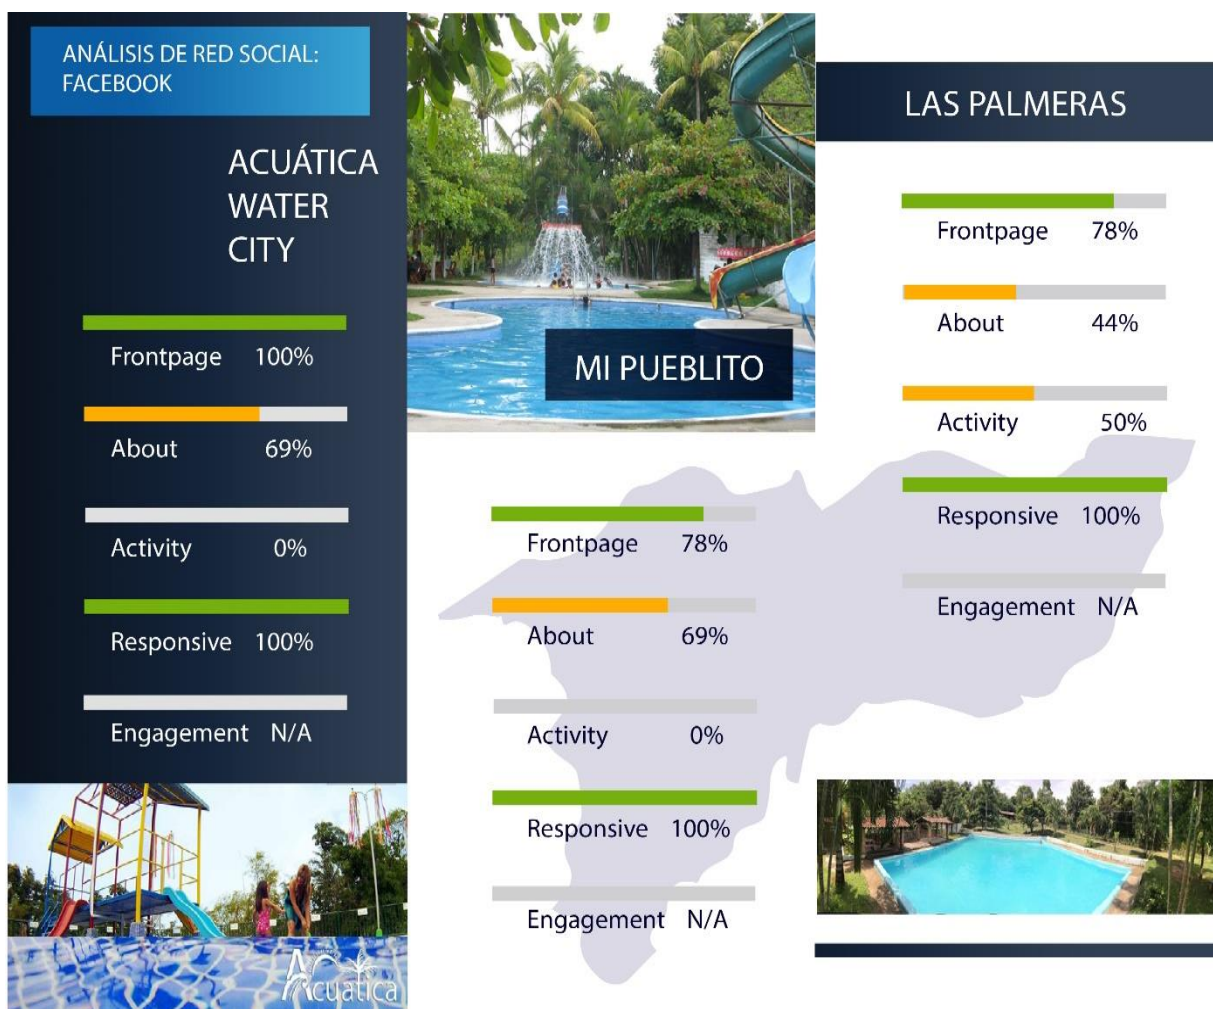 ANÁLISIS DE RED SOCIAL:
FACEBOOK
ACUÁTICA
WATER
CITY
Frontpage 100%
About 69%
Activity 0%
Responsive 100%
Engagement N/A
Acuatica
MI PUEBLITO
Frontpage 78%
About 69%
Activity 0%
Responsive 100%
Engagement N/A
LAS PALMERAS
Frontpage 78%
About 44%
Activity 50%
Responsive 100%
Engagement N/A